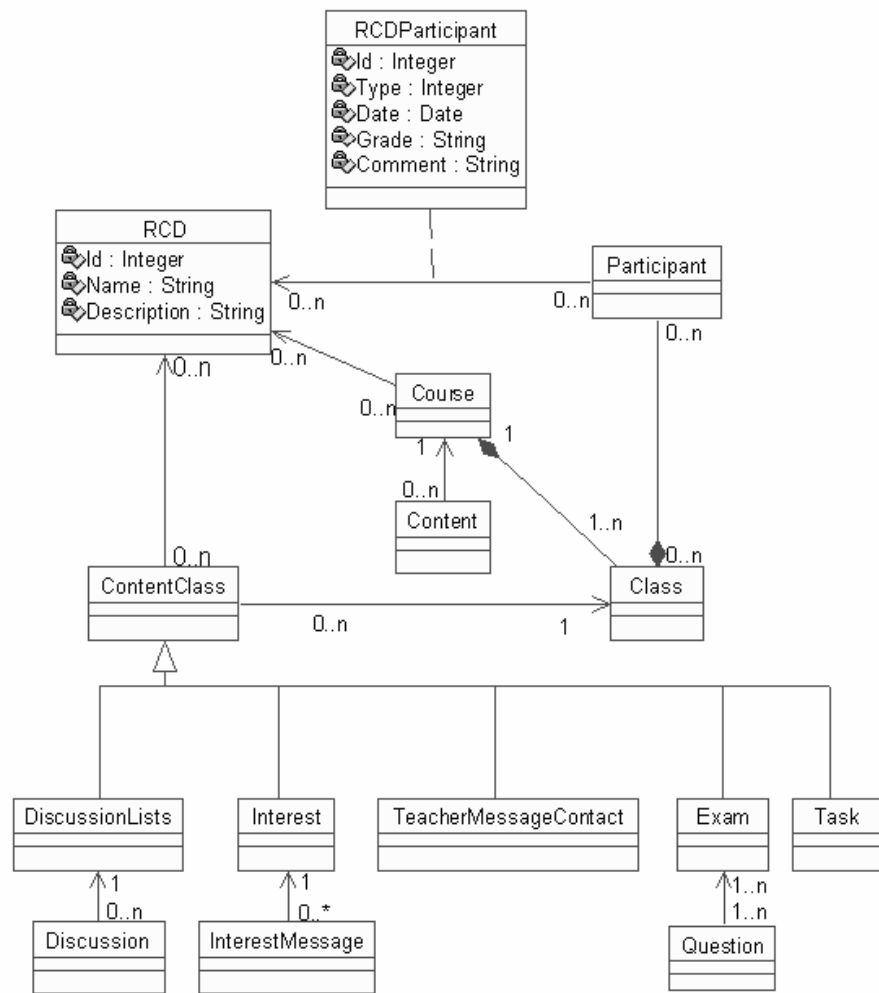 RCDParticipant
Id : Integer
Type : Integer
Date : Date
Grade : String
Comment : String
RCD
Id : Integer
Name : String
Description : String
Participant
0..n
0..n
0..n
0..n
0..n
Course
0..n
1
1
0..n
Content
1..n
0..n
0..n
ContentClass
Class
0..n
1
DiscussionLists
Interest
TeacherMessageContact
Exam
Task
1
1
1..n
0..n
0..*
1..n
Discussion
InterestMessage
Question